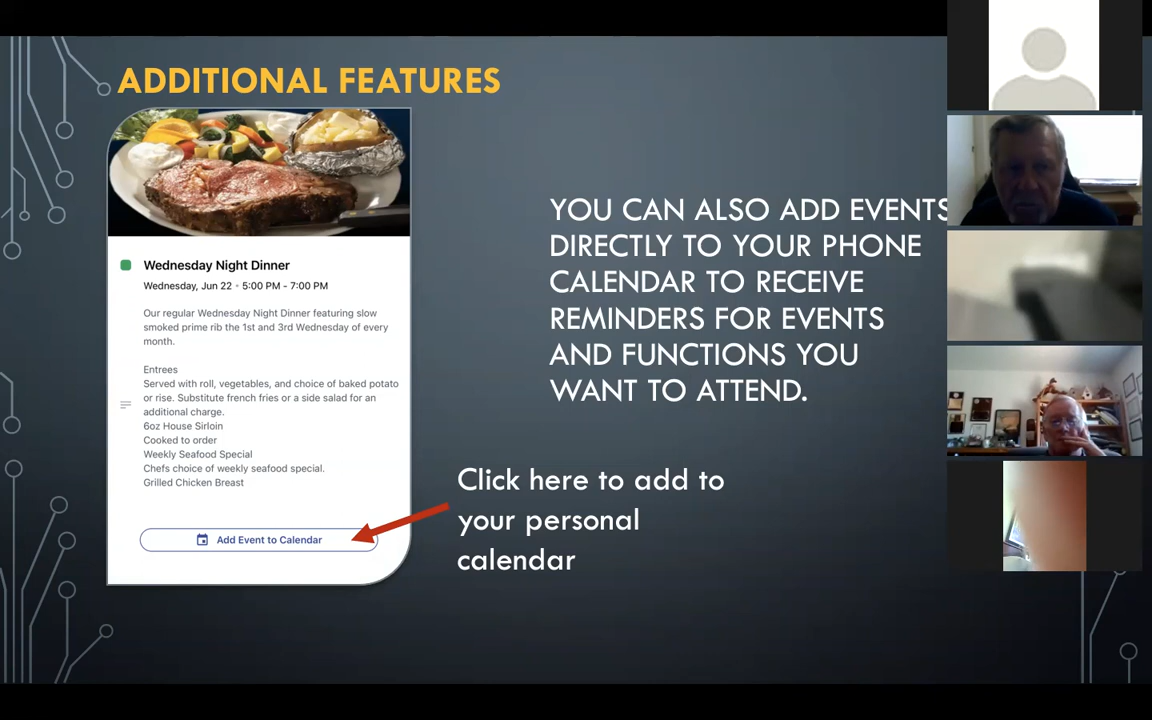 ADDITIONAL FEATURES
Wednesday Night Dinner
Wednesday, Jun 22 • 5:00 PM - 7:00 PM
Our regular Wednesday Night Dinner featuring slow
smoked prime rib the 1st and 3rd Wednesday of every
month.
Entrees
Served with roll, vegetables, and choice of baked potato
or rise. Substitute french fries or a side salad for an
additional charge.
6oz House Sirloin
Cooked to order
Weekly Seafood Special
Chefs choice of weekly seafood special.
Grilled Chicken Breast
Add Event to Calendar
YOU CAN ALSO ADD EVENTS
DIRECTLY TO YOUR PHONE
CALENDAR TO RECEIVE
REMINDERS FOR EVENTS
AND FUNCTIONS YOU
WANT TO ATTEND.
Click here to add to
your personal
calendar